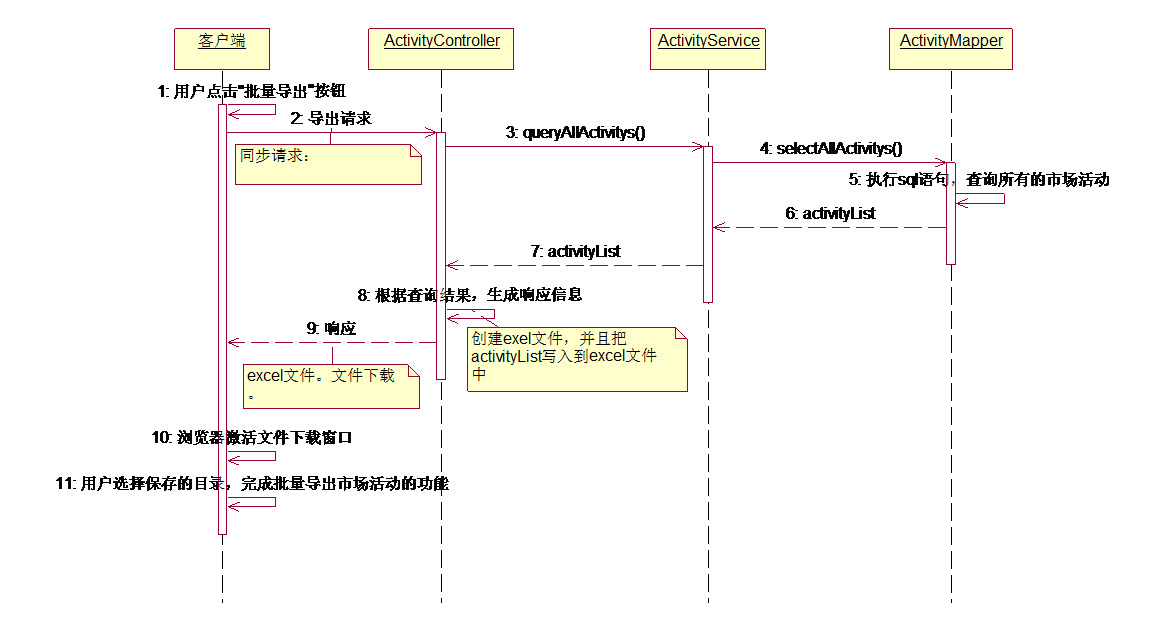 客户端
ActivityController
ActivityService
ActivityMapper
1: 用户点击"批量导出"按钮
2: 导出请求
同步请求：
3: queryAllActivitys()
4: selectAllActivitys()
5: 执行sql语句，查询所有的市场活动
6: activityList
7: activityList
8: 根据查询结果，生成响应信息
创建exel文件，并且把
activityList写入到excel文件
中
9: 响应
excel文件。文件下载
。
10: 浏览器激活文件下载窗口
11: 用户选择保存的目录，完成批量导出市场活动的功能